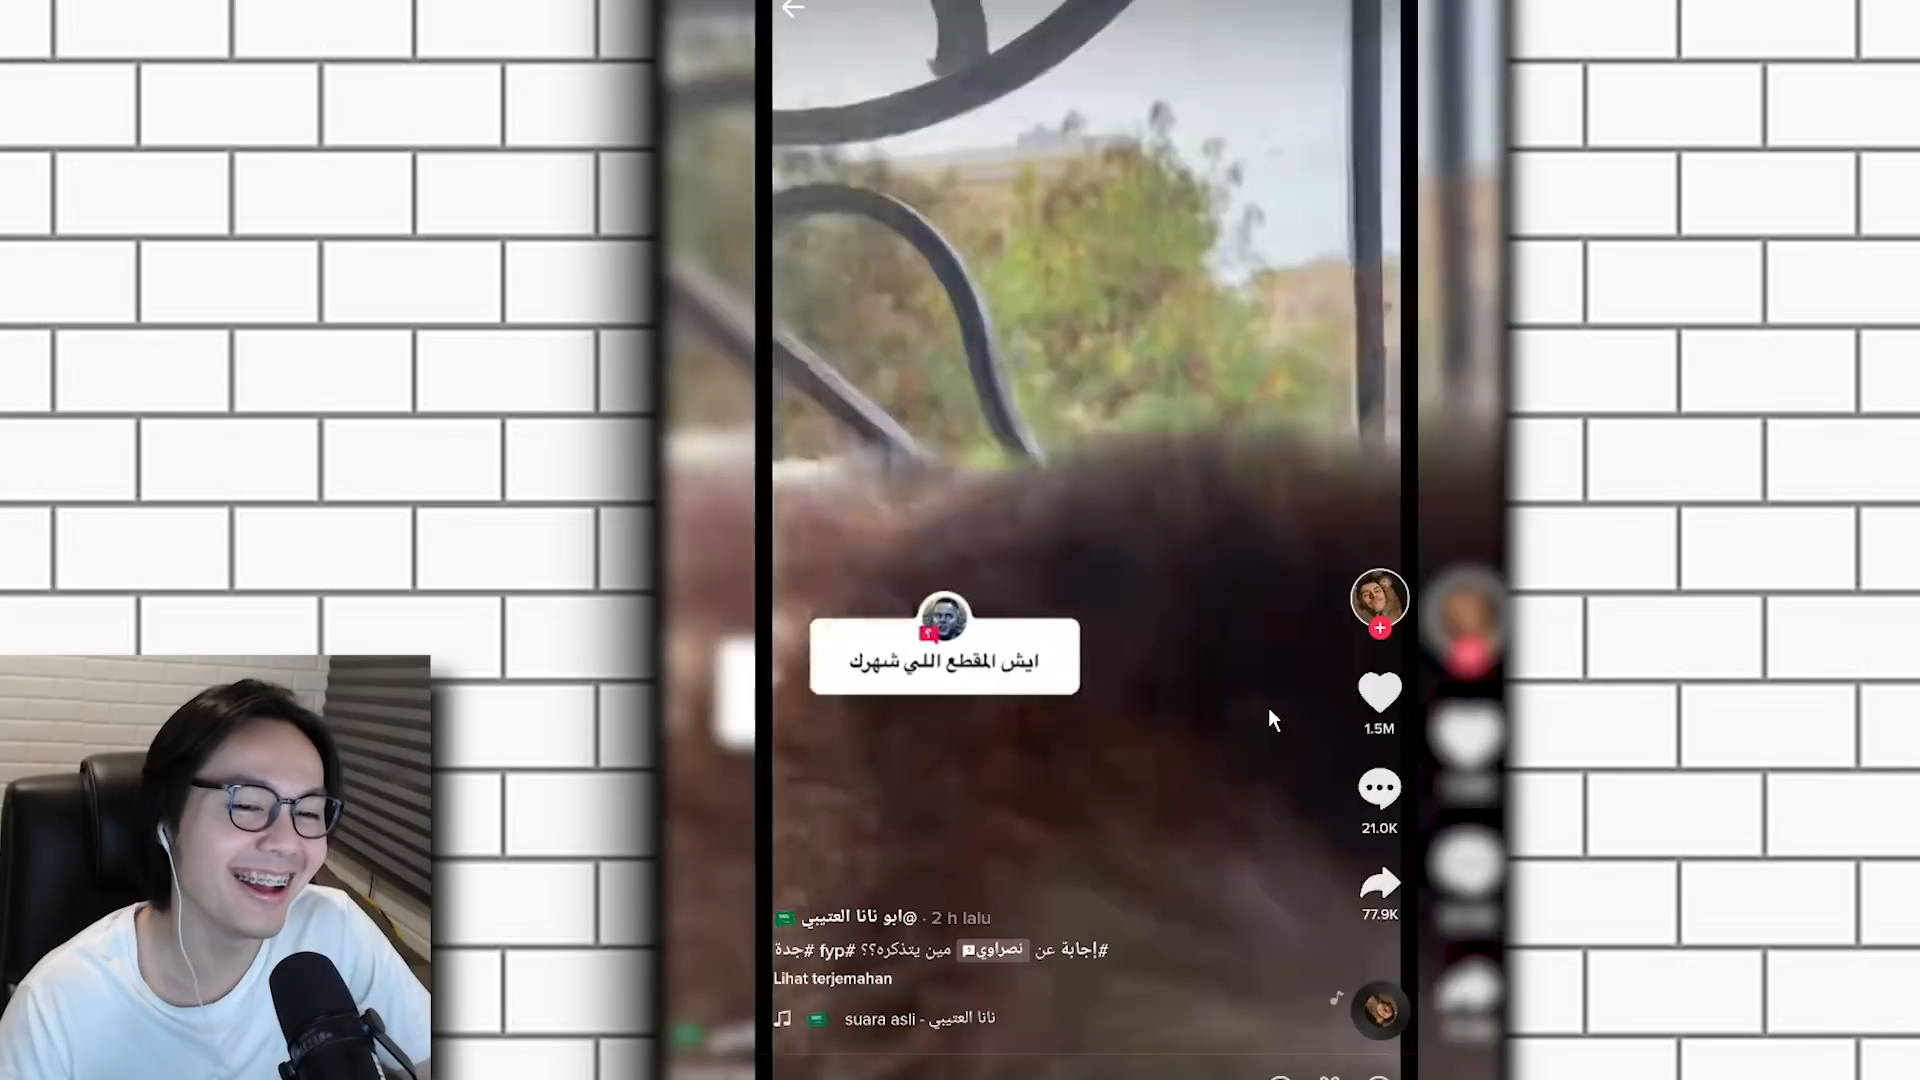 ايش المقطع اللي شهرك
1.5M
21.0K
77.9K
@ابو نانا العتيبي · 2 h lalu
#إجابة عن نصراوي مين يتذكره؟؟ #fyp #جدة
Lihat terjemahan
suara asli - نانا العتيبي